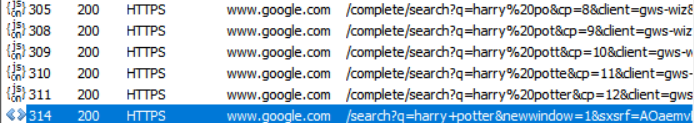 305 200 HTTPS www.google.com /complete/search?q=harry%20po&cp=8&client=gws-wiz8
308 200 HTTPS www.google.com /complete/search?q=harry%20pot&cp=9&client=gws-wiz
309 200 HTTPS www.google.com /complete/search?q=harry%20pott&cp=10&client=gws-w
310 200 HTTPS www.google.com /complete/search?q=harry%20potte&cp=11&client=gws-
311 200 HTTPS www.google.com /complete/search?q=harry%20potter&cp=12&client=gws
314 200 HTTPS www.google.com /search?q=harry+potter&newwindow=1&sxsrf=AOaemv